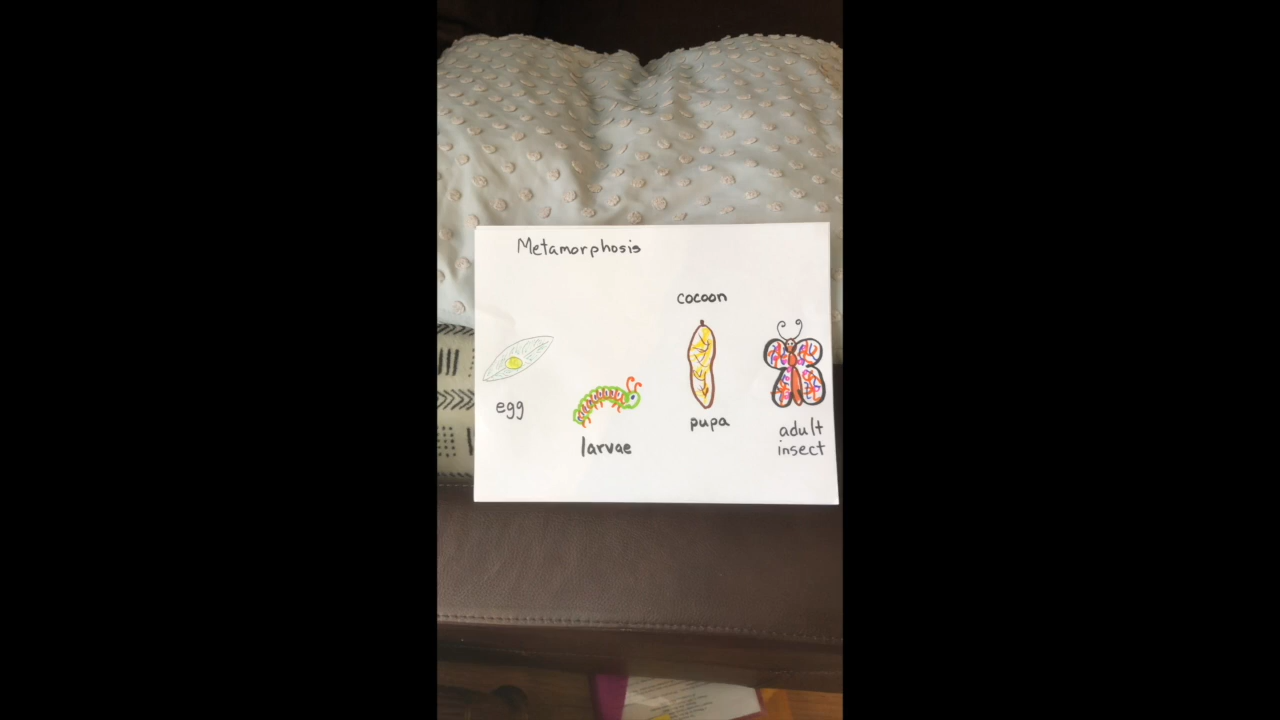 Metamorphosis
cocoon
egg
larvae
pupa
adult
insect